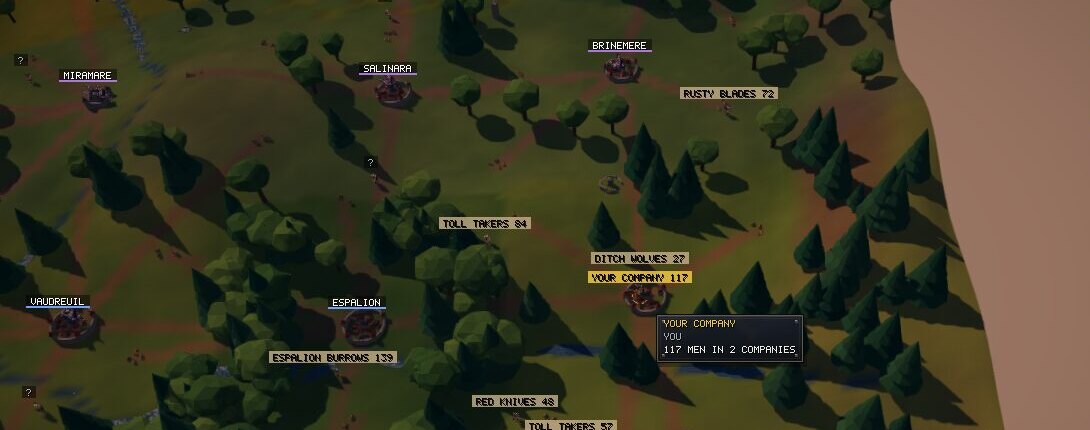 BRINEMERE
?
SALINARA
MIRAMARE
RUSTY BLADES 72
?
TOLL TAKERS 84
DITCH WOLVES 27
YOUR COMPANY 117
VAUDREUIL
ESPALION
YOUR COMPANY
YOU
117 MEN IN 2 COMPANIES
ESPALION BURROWS 139
?
RED KNIVES 48
TOLL TAKERS 57